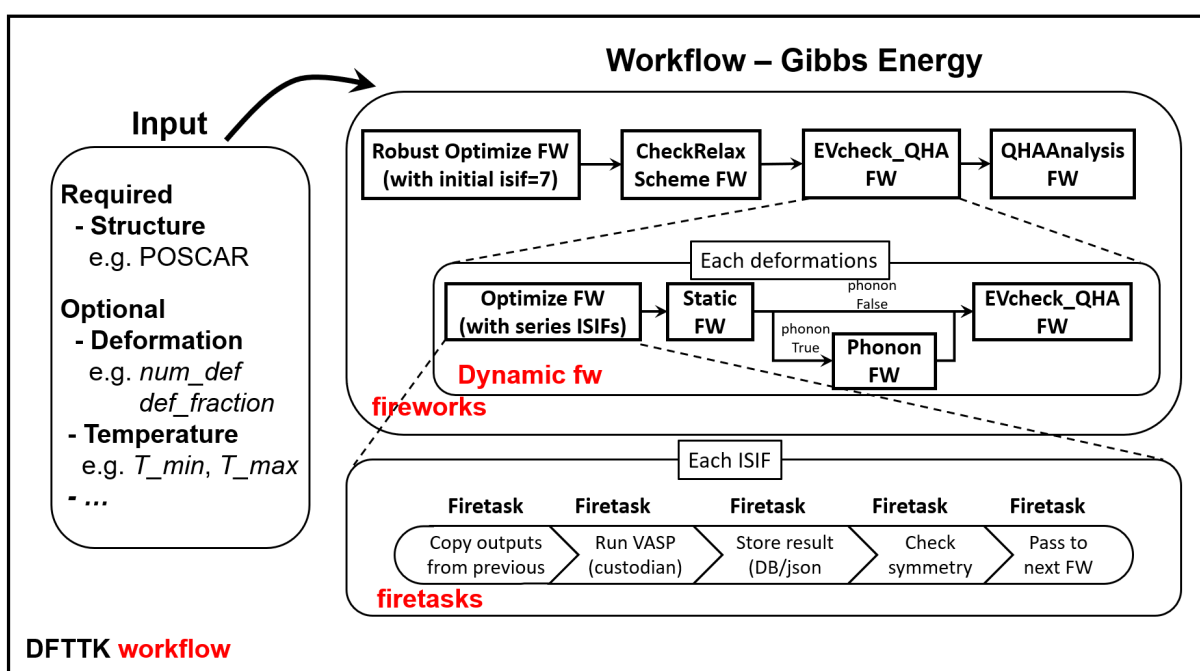 Workflow – Gibbs Energy
Input
Required
- Structure
e.g. POSCAR
Optional
- Deformation
e.g. num_def
def_fraction
- Temperature
e.g. T_min, T_max
- ...
Robust Optimize FW
(with initial isif=7)
CheckRelax
Scheme FW
EVcheck_QHA
FW
QHAAnalysis
FW
Each deformations
Optimize FW
(with series ISIFs)
Static
FW
phonon
False
phonon
True
Phonon
FW
EVcheck_QHA
FW
Dynamic fw
fireworks
Each ISIF
Firetask
Firetask
Firetask
Firetask
Firetask
Copy outputs
from previous
Run VASP
(custodian)
Store result
(DB/json
Check
symmetry
Pass to
next FW
firetasks
DFTTK workflow